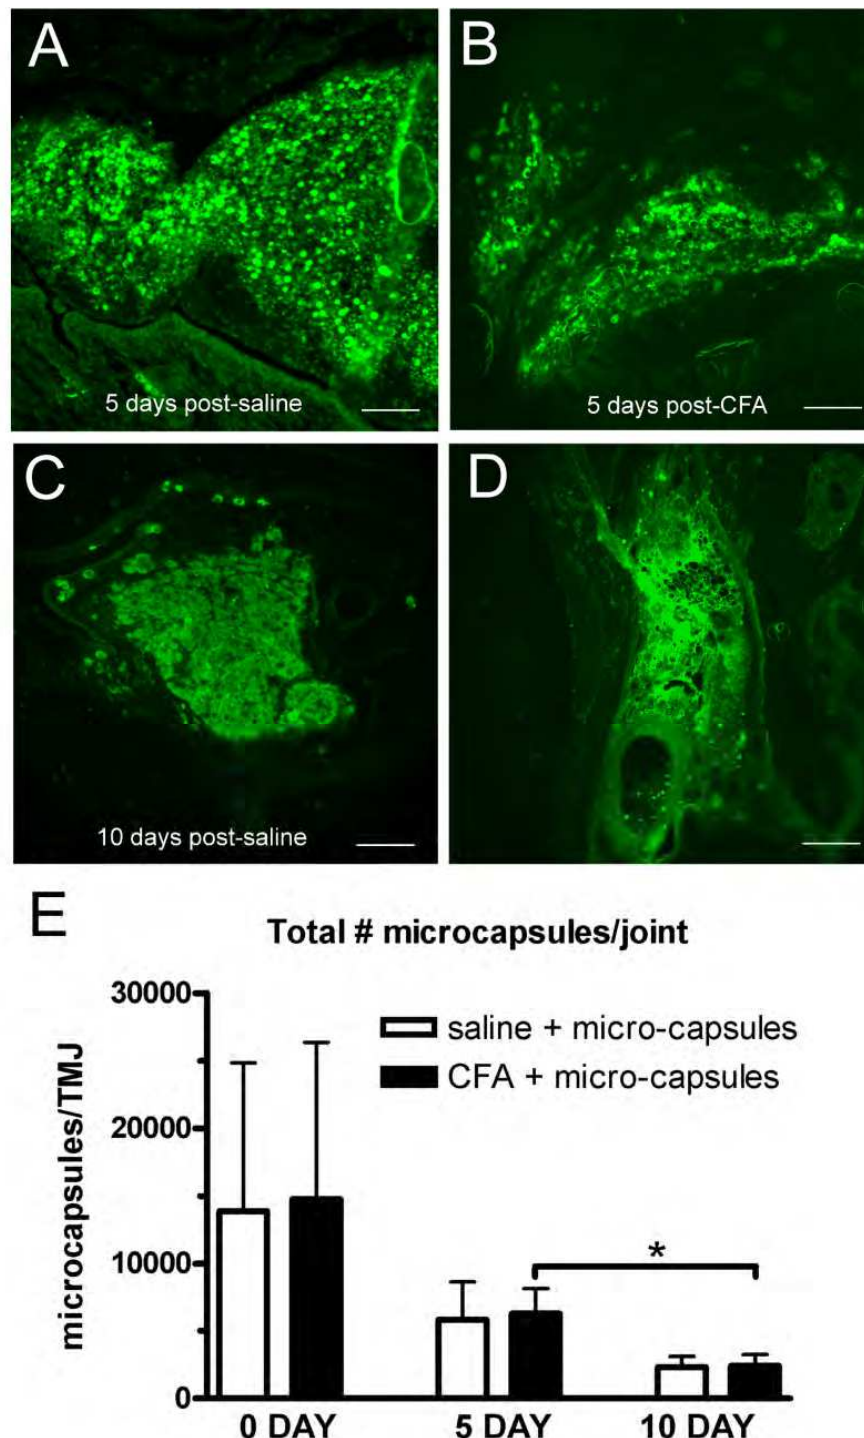 A
B
5 days post-saline
5 days post-CFA
C
D
10 days post-saline
E
Total # microcapsules/joint
30000
20000
10000
0
microcapsules/TMJ
saline + micro-capsules
CFA + micro-capsules
*
0 DAY
5 DAY
10 DAY